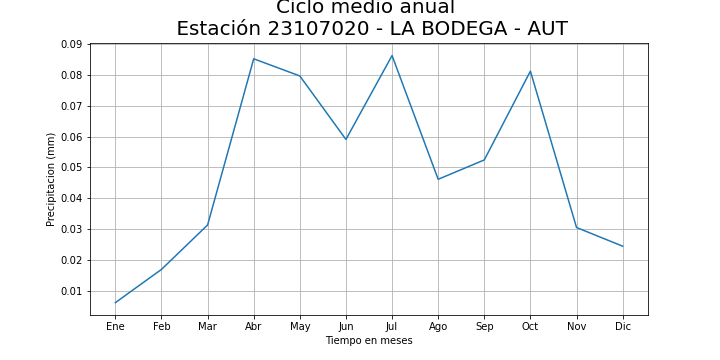 Ciclo medio anual
Estación 23107020 - LA BODEGA - AUT
0.09
0.08
0.07
0.06
0.05
0.04
0.03
0.02
0.01
Precipitacion (mm)
Ene Feb Mar Abr May Jun Jul Ago Sep Oct Nov Dic
Tiempo en meses